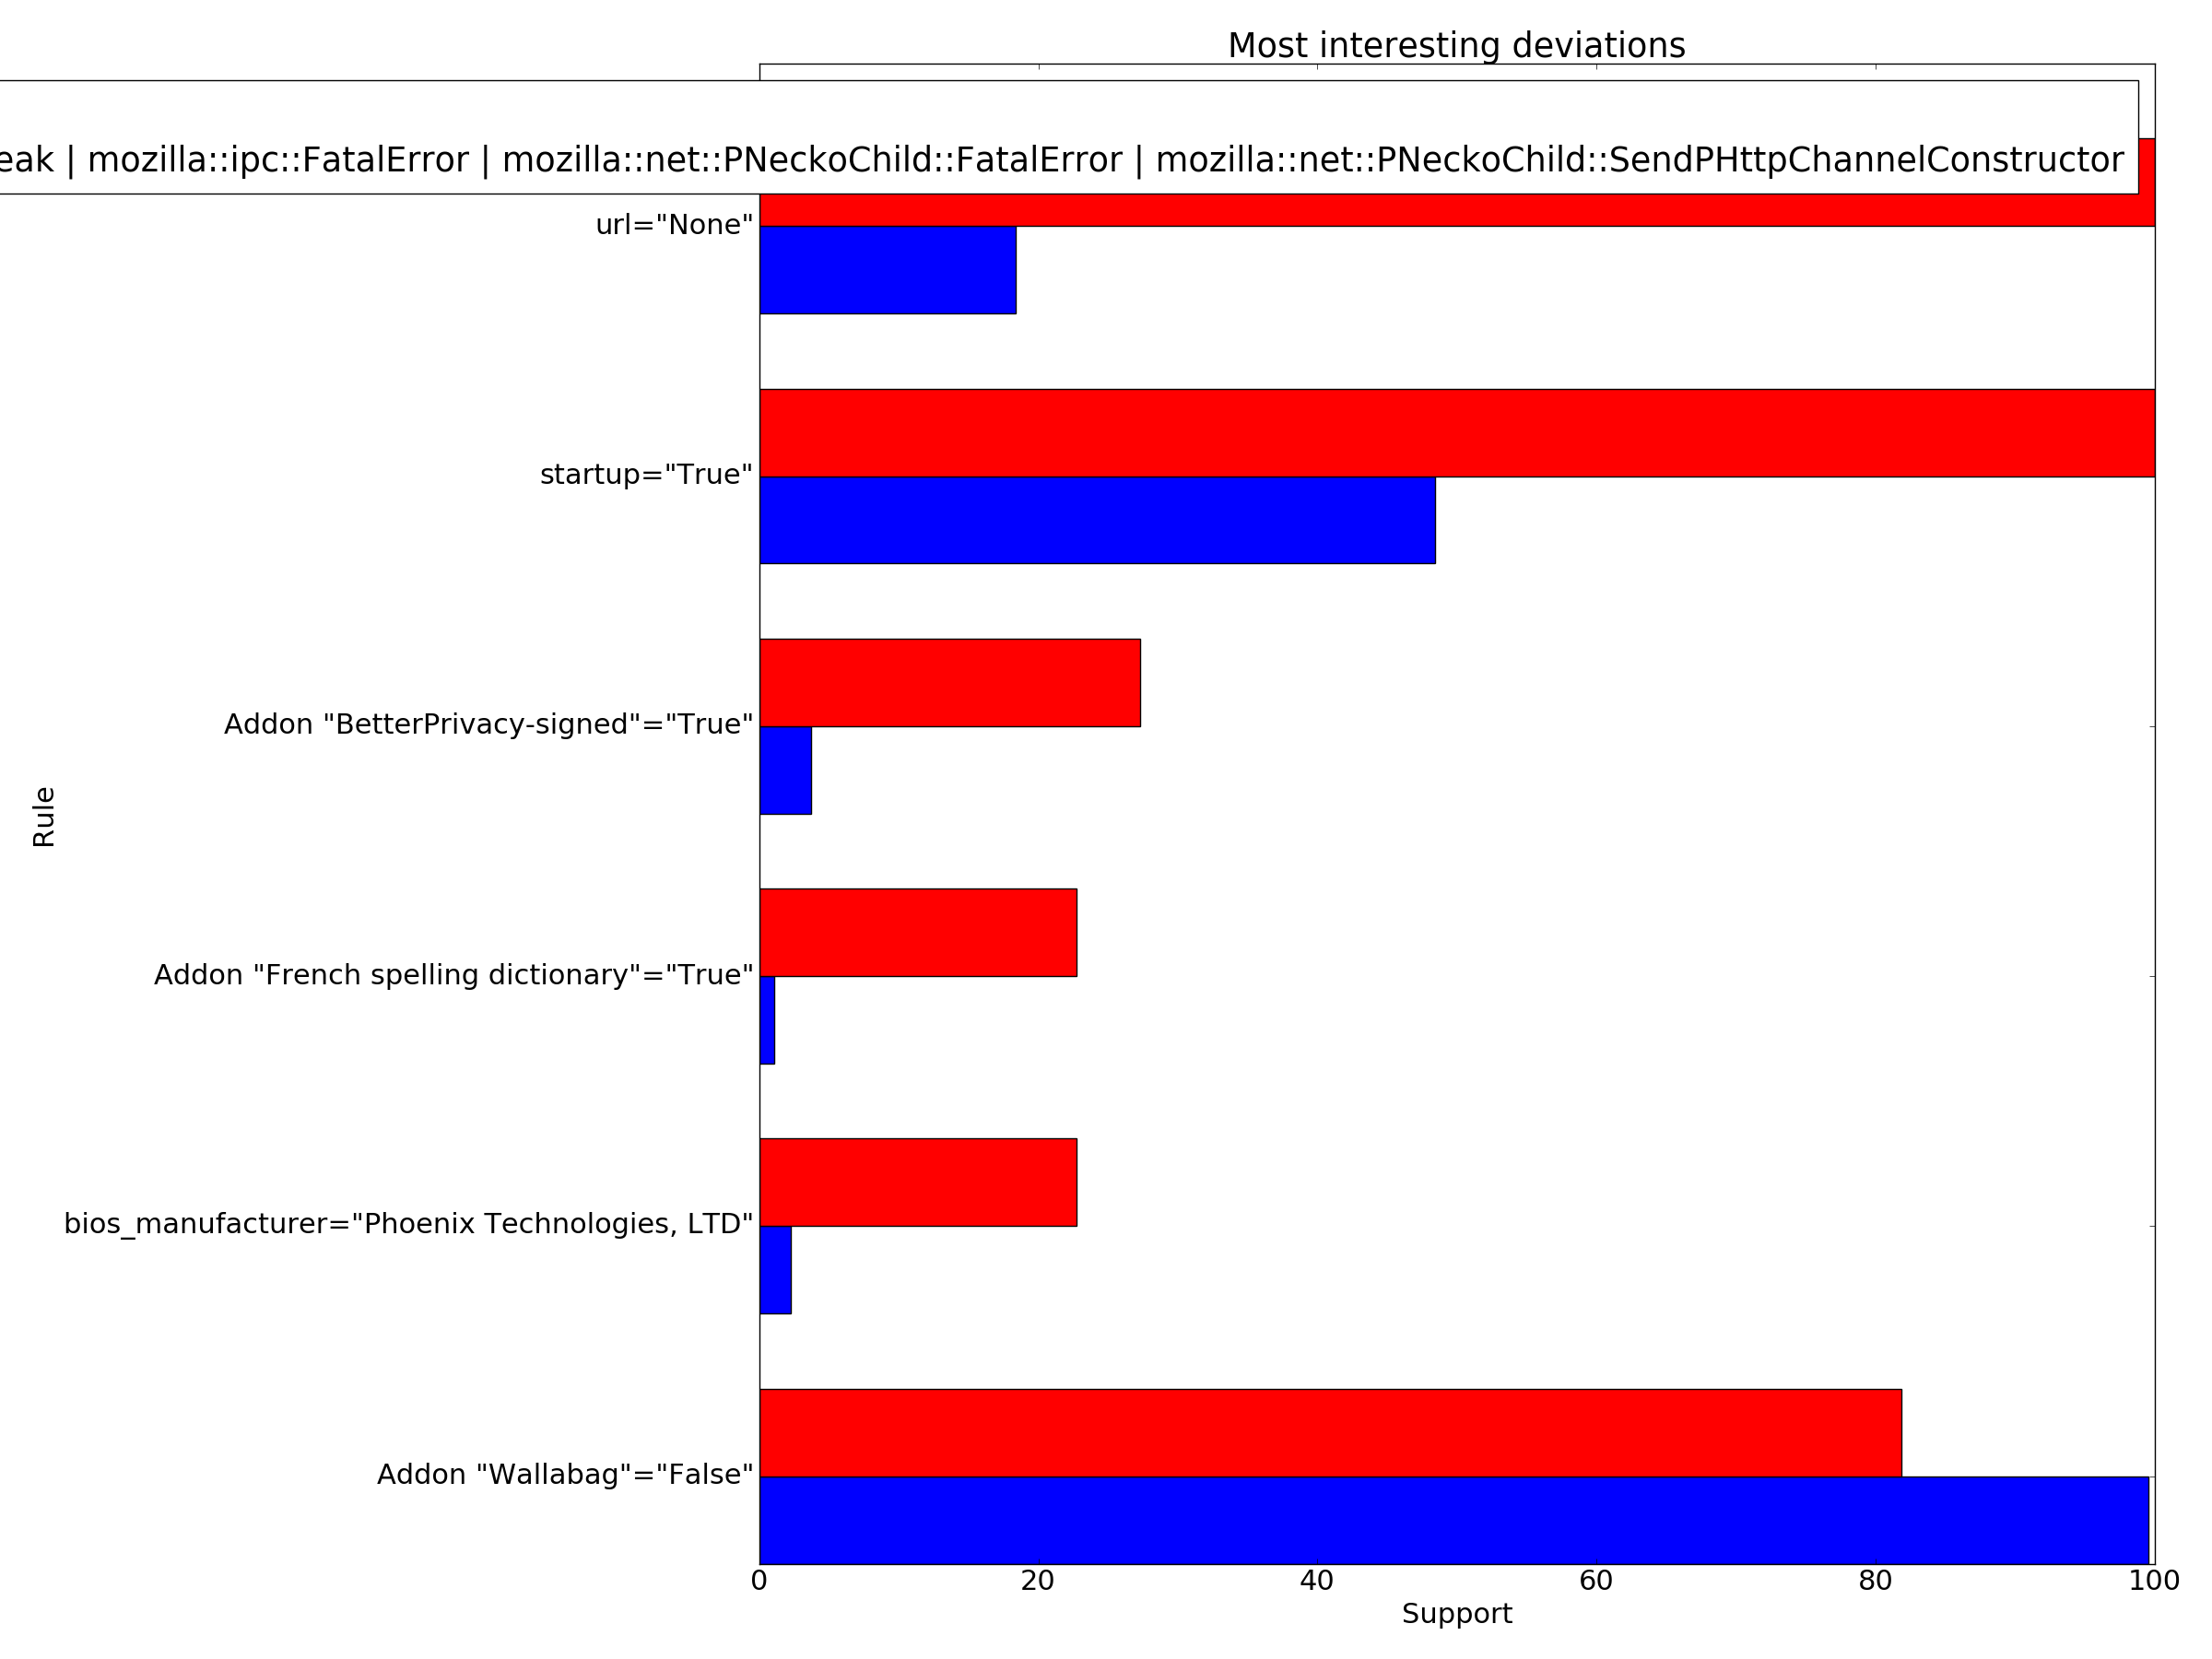 Most interesting deviations
eak | mozilla::ipc::FatalError | mozilla::net::PNeckoChild::FatalError | mozilla::net::PNeckoChild::SendPHttpChannelConstructor
url="None"
startup="True"
Addon "BetterPrivacy-signed"="True"
Rule
Addon "French spelling dictionary"="True"
bios_manufacturer="Phoenix Technologies, LTD"
Addon "Wallabag"="False"
0 20 40 60 80 100
Support